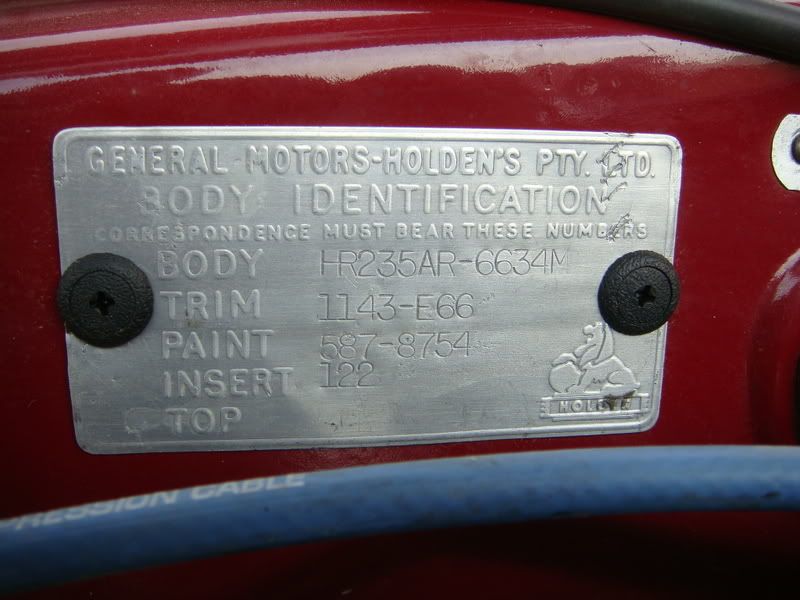 GENERAL MOTORS-HOLDEN'S PTY. LTD.
BODY IDENTIFICATION
CORRESPONDENCE MUST BEAR THESE NUMBERS
BODY HR235AR-6634M
TRIM 1143-E66
PAINT 587-8754
INSERT 122
TOP
HOLDEN
PRESSION CABLE